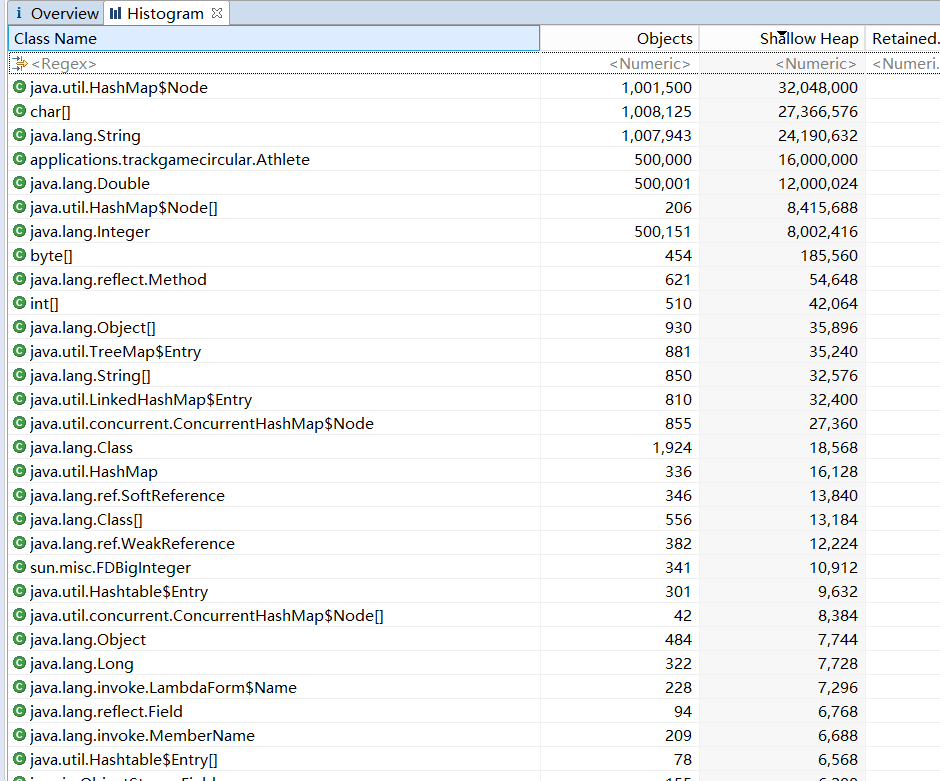 Overview Histogram
Class Name Objects Shallow Heap Retained.
<Regex> <Numeric> <Numeric> <Numeri.
java.util.HashMap$Node 1,001,500 32,048,000
char[] 1,008,125 27,366,576
java.lang.String 1,007,943 24,190,632
applications.trackgamecircular.Athlete 500,000 16,000,000
java.lang.Double 500,001 12,000,024
java.util.HashMap$Node[] 206 8,415,688
java.lang.Integer 500,151 8,002,416
byte[] 454 185,560
java.lang.reflect.Method 621 54,648
int[] 510 42,064
java.lang.Object[] 930 35,896
java.util.TreeMap$Entry 881 35,240
java.lang.String[] 850 32,576
java.util.LinkedHashMap$Entry 810 32,400
java.util.concurrent.ConcurrentHashMap$Node 855 27,360
java.lang.Class 1,924 18,568
java.util.HashMap 336 16,128
java.lang.ref.SoftReference 346 13,840
java.lang.Class[] 556 13,184
java.lang.ref.WeakReference 382 12,224
sun.misc.FDBigInteger 341 10,912
java.util.Hashtable$Entry 301 9,632
java.util.concurrent.ConcurrentHashMap$Node[] 42 8,384
java.lang.Object 484 7,744
java.lang.Long 322 7,728
java.lang.invoke.LambdaForm$Name 228 7,296
java.lang.reflect.Field 94 6,768
java.lang.invoke.MemberName 209 6,688
java.util.Hashtable$Entry[] 78 6,568